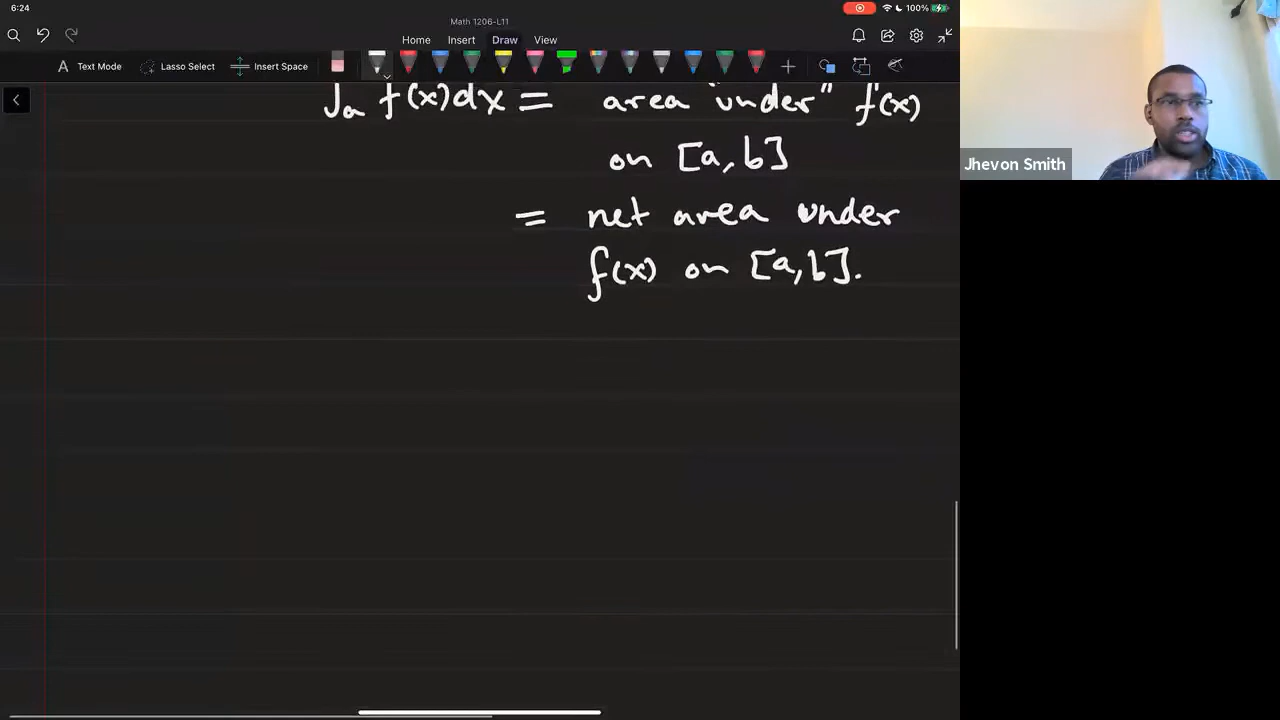 6:24
100%
Math 1206-L11
Home Insert Draw View
Text Mode Lasso Select Insert Space
∫a f(x)dx = area "under" f(x)
on [a,b]
= net area under
f(x) on [a,b].
Jhevon Smith